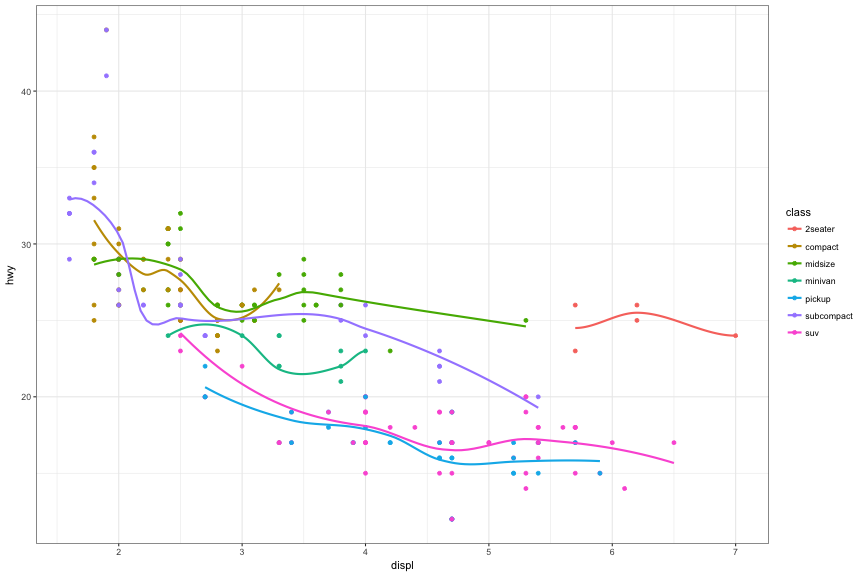 40
30
20
hwy
2 3 4 5 6 7
displ
class
2seater
compact
midsize
minivan
pickup
subcompact
suv